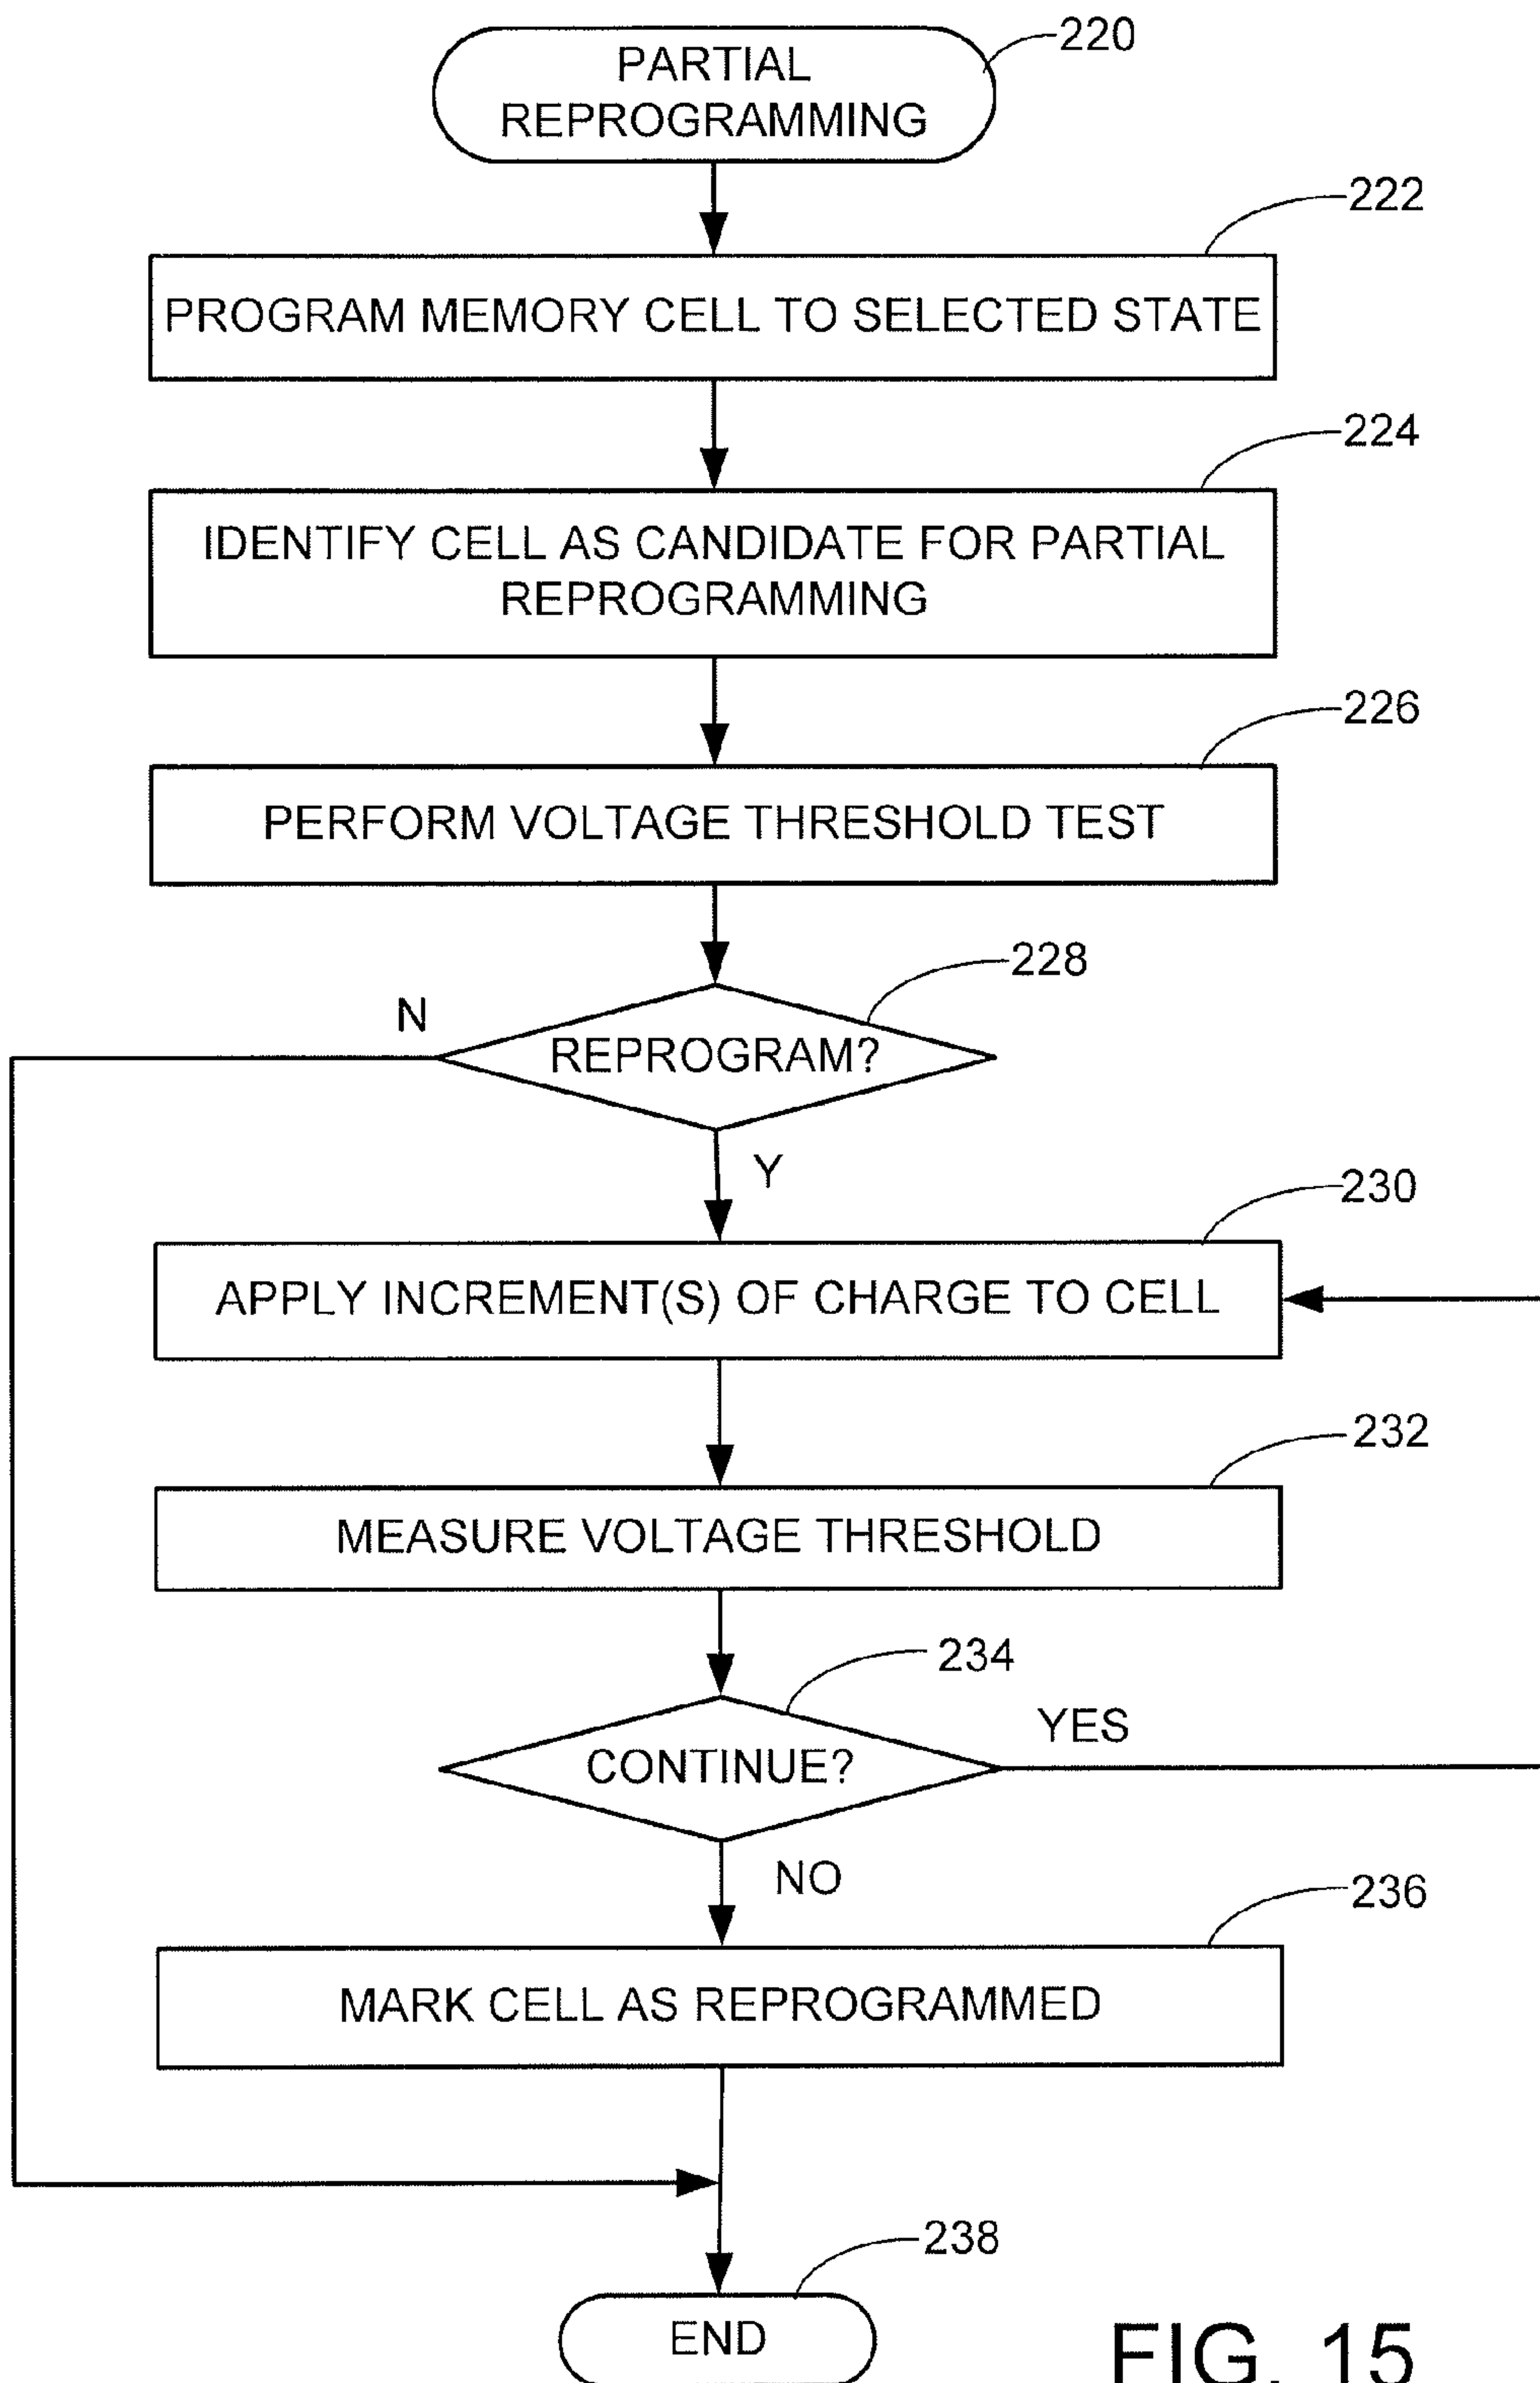 PARTIAL
REPROGRAMMING
220
222
PROGRAM MEMORY CELL TO SELECTED STATE
224
IDENTIFY CELL AS CANDIDATE FOR PARTIAL
REPROGRAMMING
226
PERFORM VOLTAGE THRESHOLD TEST
228
N
REPROGRAM?
Y
230
APPLY INCREMENT(S) OF CHARGE TO CELL
232
MEASURE VOLTAGE THRESHOLD
234
YES
CONTINUE?
NO
236
MARK CELL AS REPROGRAMMED
238
END
FIG. 15